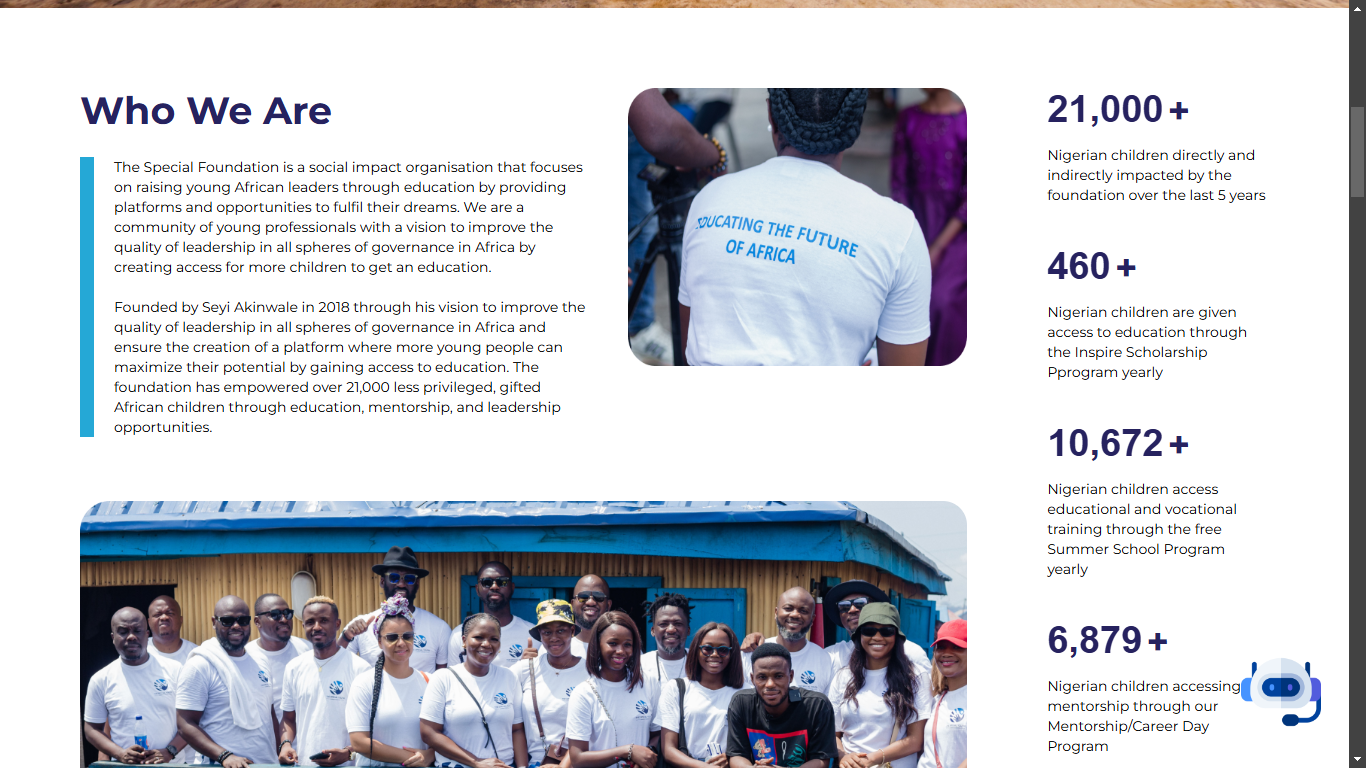 Who We Are
The Special Foundation is a social impact organisation that focuses
on raising young African leaders through education by providing
platforms and opportunities to fulfil their dreams. We are a
community of young professionals with a vision to improve the
quality of leadership in all spheres of governance in Africa by
creating access for more children to get an education.
Founded by Seyi Akinwale in 2018 through his vision to improve the
quality of leadership in all spheres of governance in Africa and
ensure the creation of a platform where more young people can
maximize their potential by gaining access to education. The
foundation has empowered over 21,000 less privileged, gifted
African children through education, mentorship, and leadership
opportunities.
EDUCATING THE FUTURE
OF AFRICA
21,000+
Nigerian children directly and
indirectly impacted by the
foundation over the last 5 years
460+
Nigerian children are given
access to education through
the Inspire Scholarship
Pprogram yearly
10,672+
Nigerian children access
educational and vocational
training through the free
Summer School Program
yearly
6,879+
Nigerian children accessing
mentorship through our
Mentorship/Career Day
Program